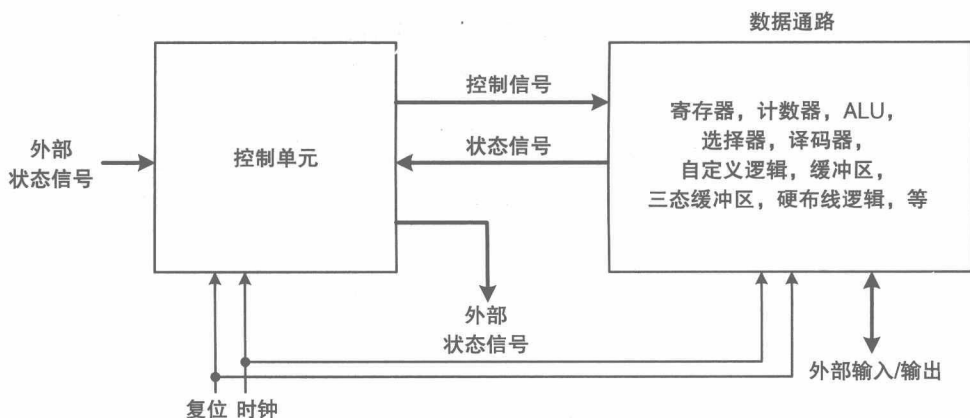 数据通路
控制信号
寄存器，计数器，ALU，
选择器，译码器，
自定义逻辑，缓冲区，
三态缓冲区，硬布线逻辑，等
外部
状态信号
控制单元
状态信号
外部
状态信号
外部输入/输出
复位 时钟